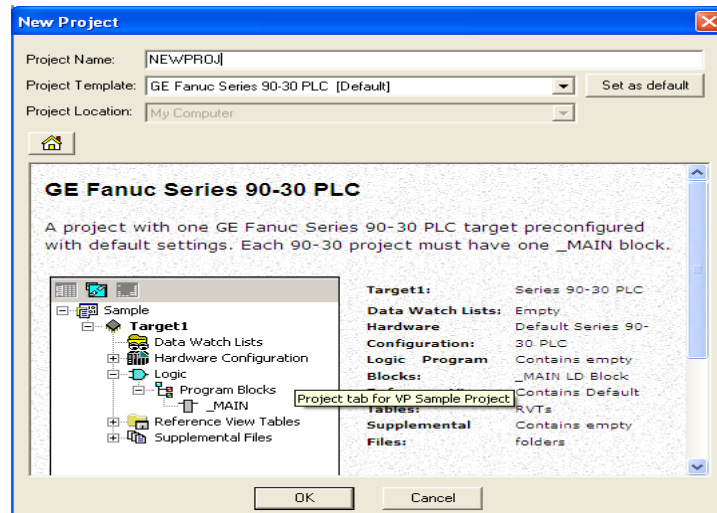 New Project
Project Name: NEWPROJ
Project Template: GE Fanuc Series 90-30 PLC [Default] Set as default
Project Location: My Computer
GE Fanuc Series 90-30 PLC
A project with one GE Fanuc Series 90-30 PLC target preconfigured
with default settings. Each 90-30 project must have one _MAIN block.
Sample
Target1
Data Watch Lists
Hardware Configuration
Logic
Program Blocks
_MAIN
Reference View Tables
Supplemental Files
Project tab for VP Sample Project
Target1: Series 90-30 PLC
Data Watch Lists: Empty
Hardware Default Series 90-
Configuration: 30 PLC
Logic Program Contains empty
Blocks: _MAIN LD Block
Contains Default
Tables: RVTs
Supplemental Contains empty
Files: folders
OK Cancel